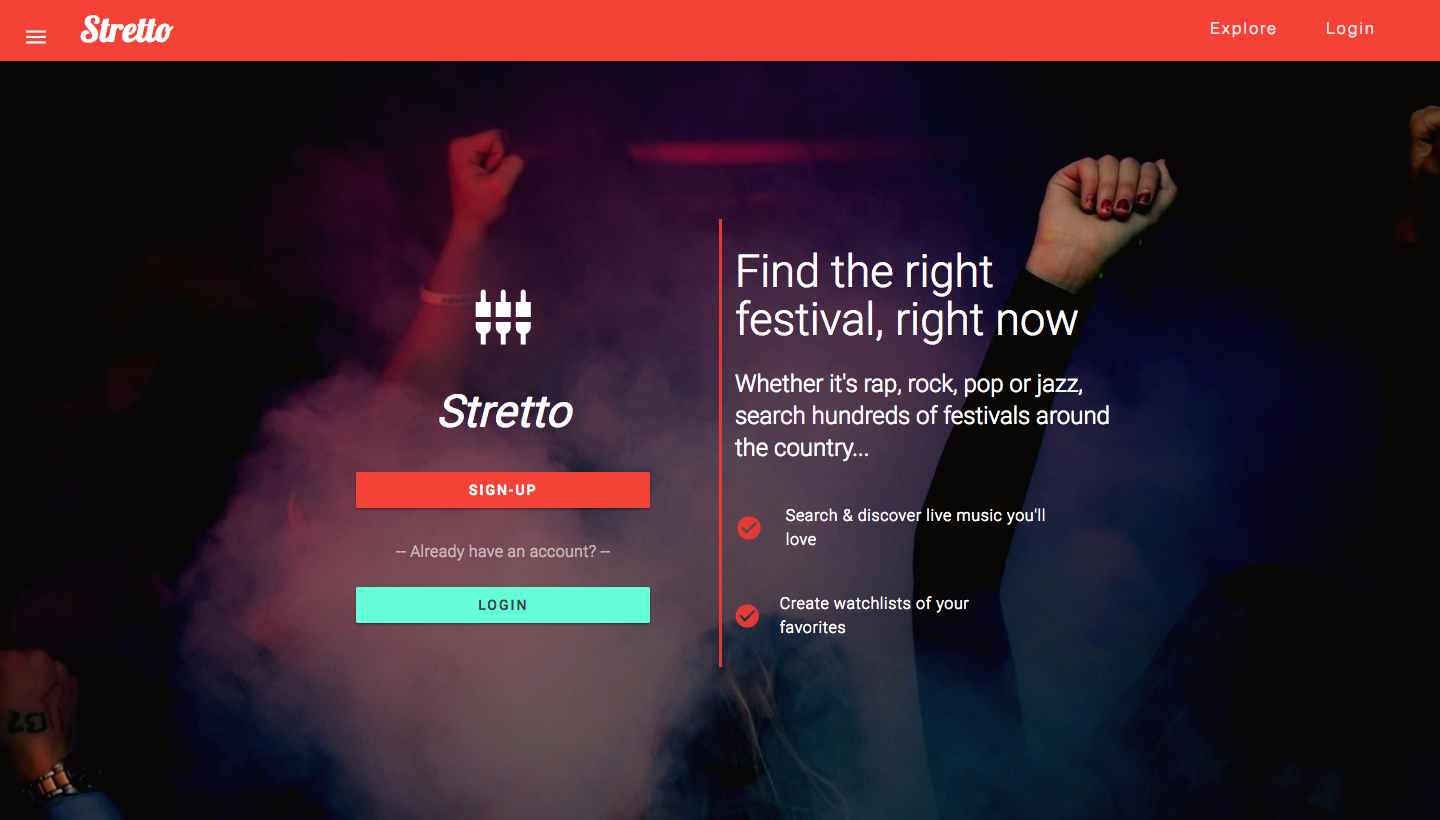 Stretto
Explore
Login
Stretto
SIGN-UP
-- Already have an account? --
LOGIN
Find the right
festival, right now
Whether it's rap, rock, pop or jazz,
search hundreds of festivals around
the country...
Search & discover live music you'll
love
Create watchlists of your
favorites